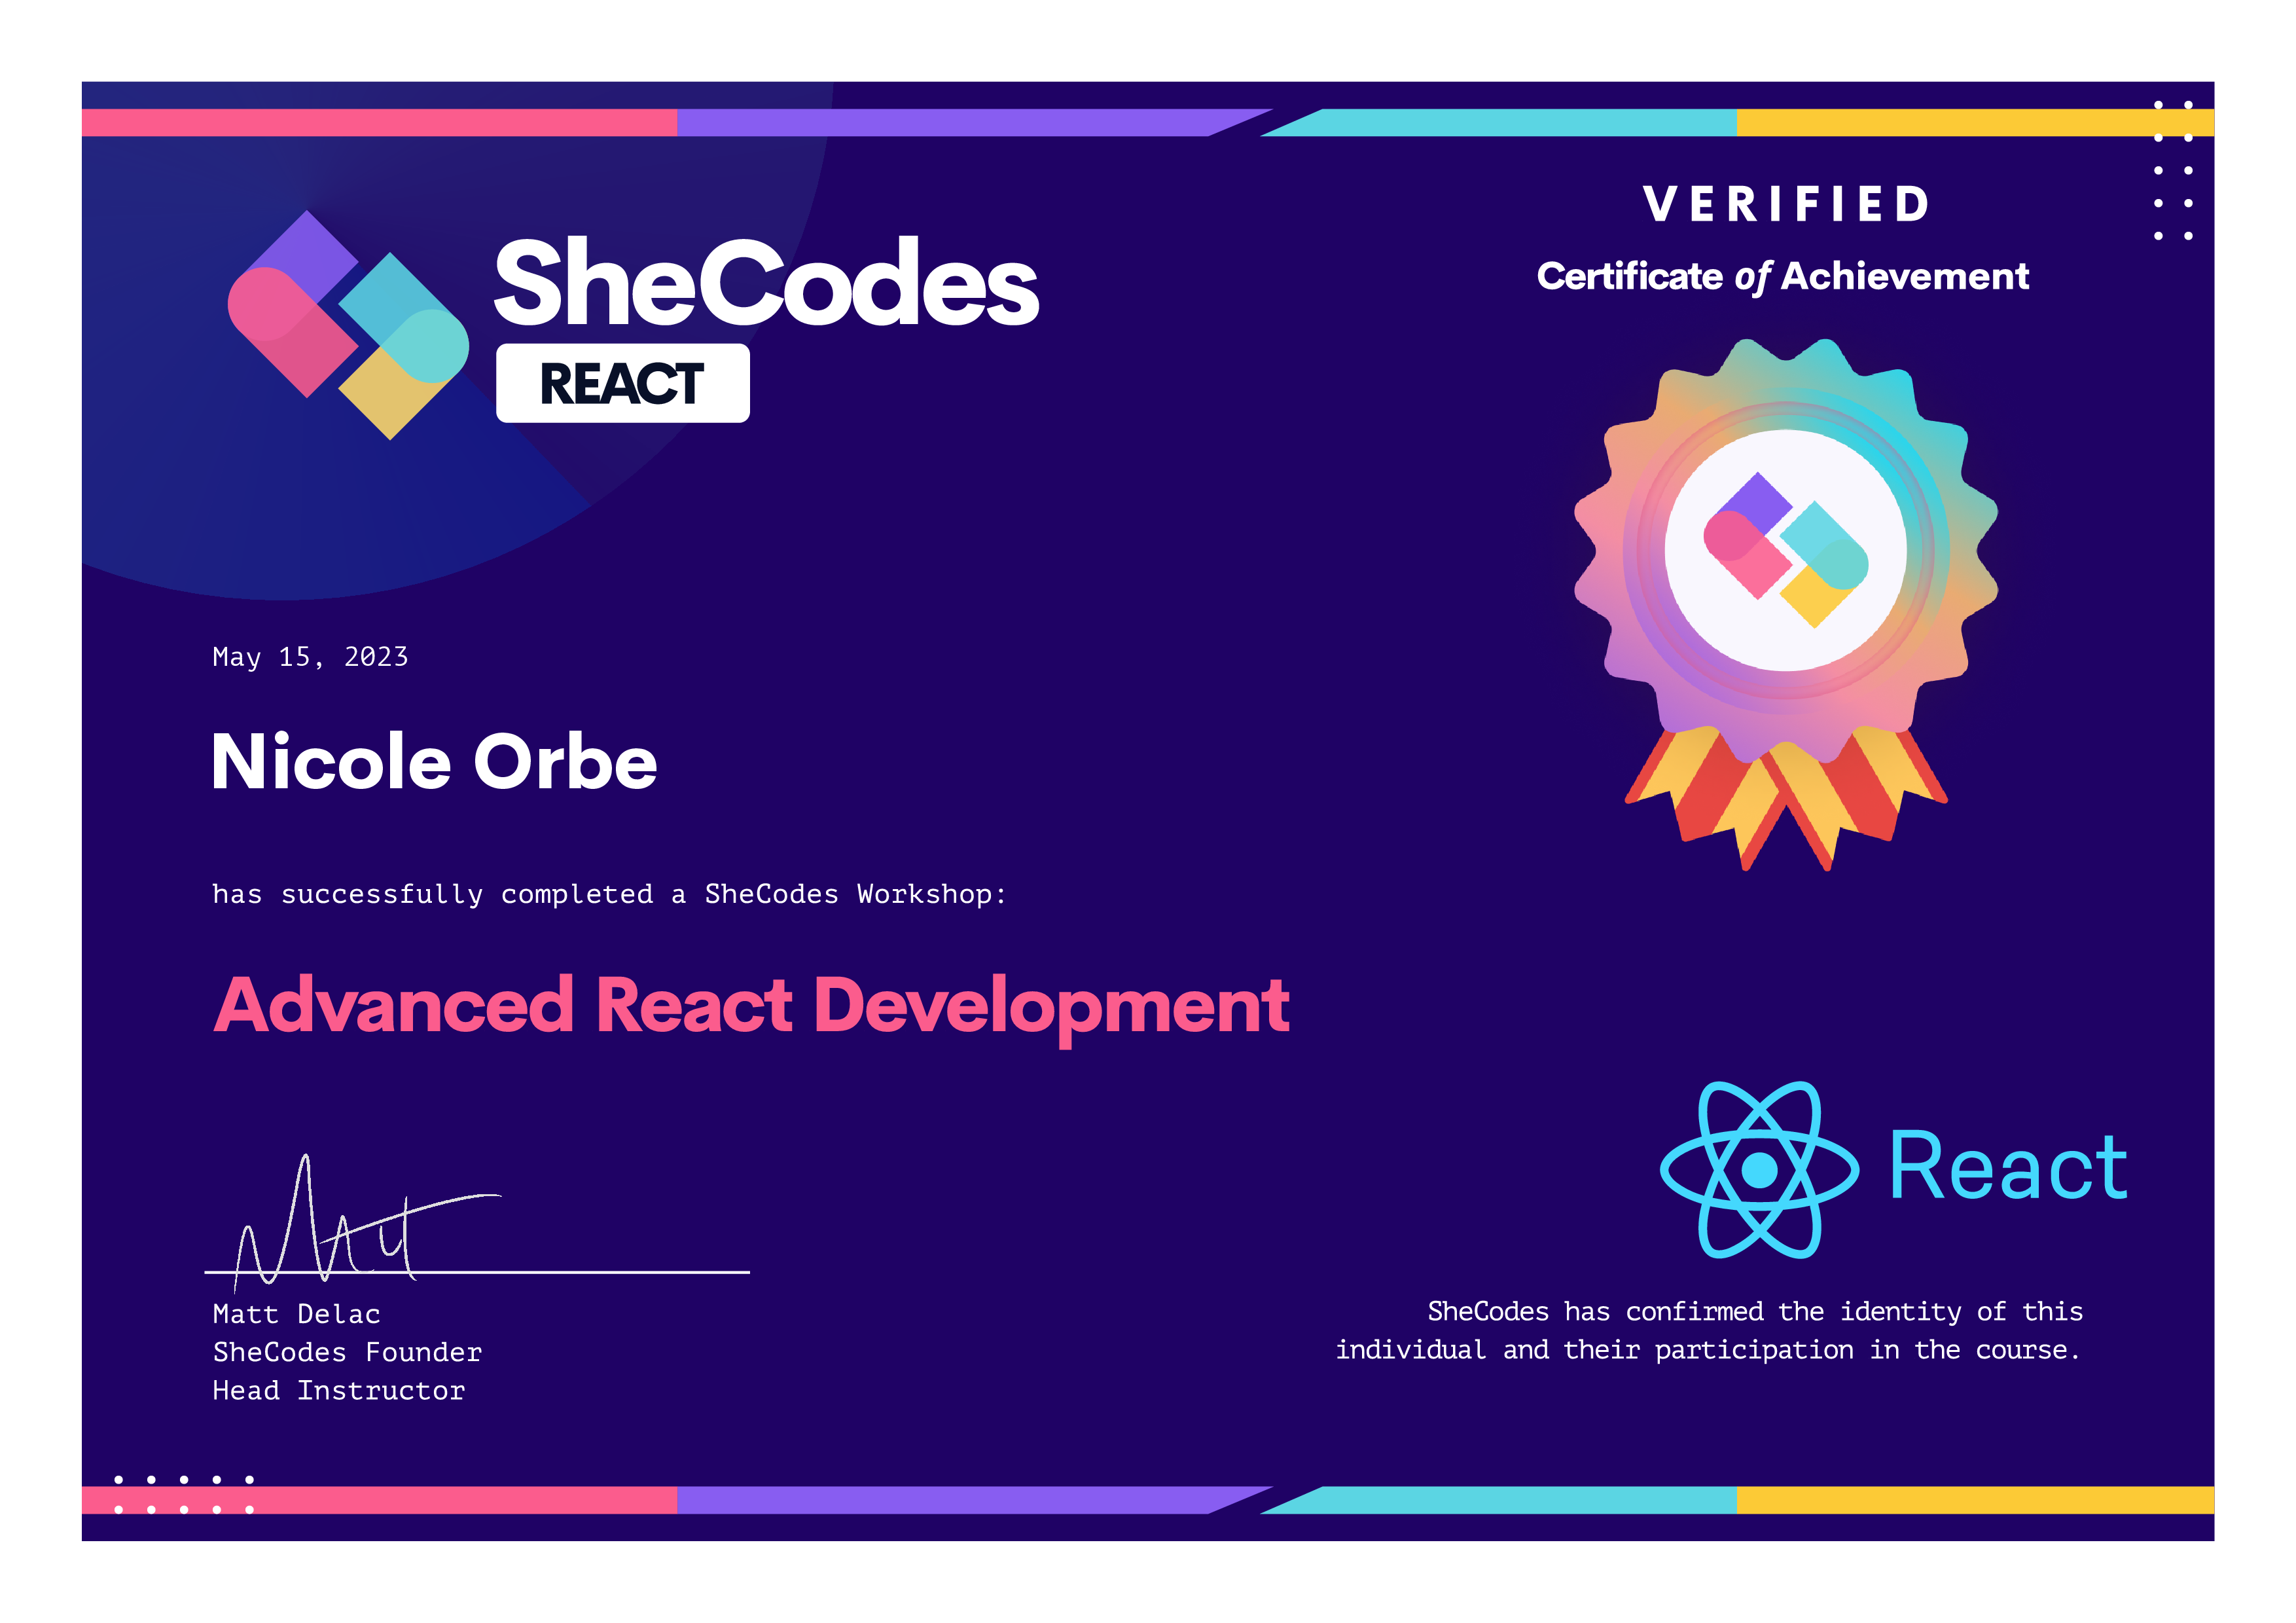 SheCodes
REACT
VERIFIED
Certificate of Achievement
May 15, 2023
Nicole Orbe
has successfully completed a SheCodes Workshop:
Advanced React Development
Matt
Matt Delac
SheCodes Founder
Head Instructor
React
SheCodes has confirmed the identity of this
individual and their participation in the course.